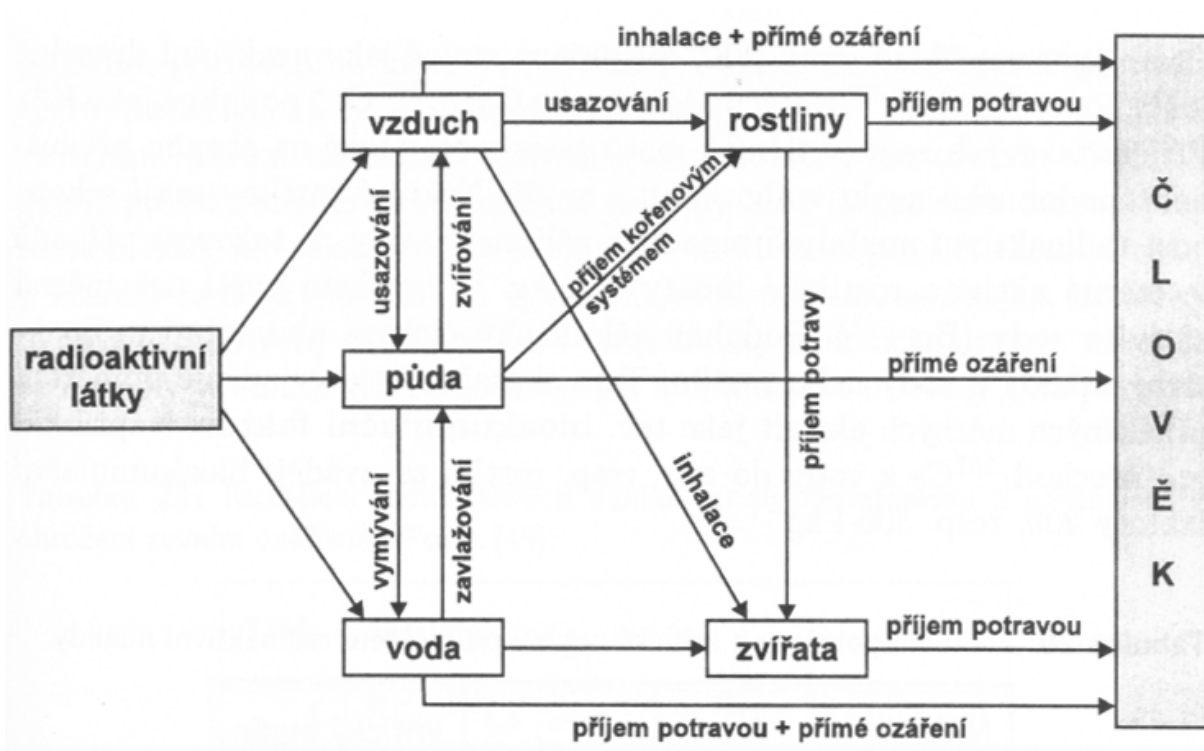 inhalace + přímé ozáření
vzduch
usazování
rostliny
příjem potravou
usazování
zvířování
příjem kořenovým
systémem
radioaktivní
látky
půda
příjem potravy
přímé ozáření
vymývání
zavlažování
inhalace
voda
zvířata
příjem potravou
příjem potravou + přímé ozáření
Č
L
O
V
Ě
K